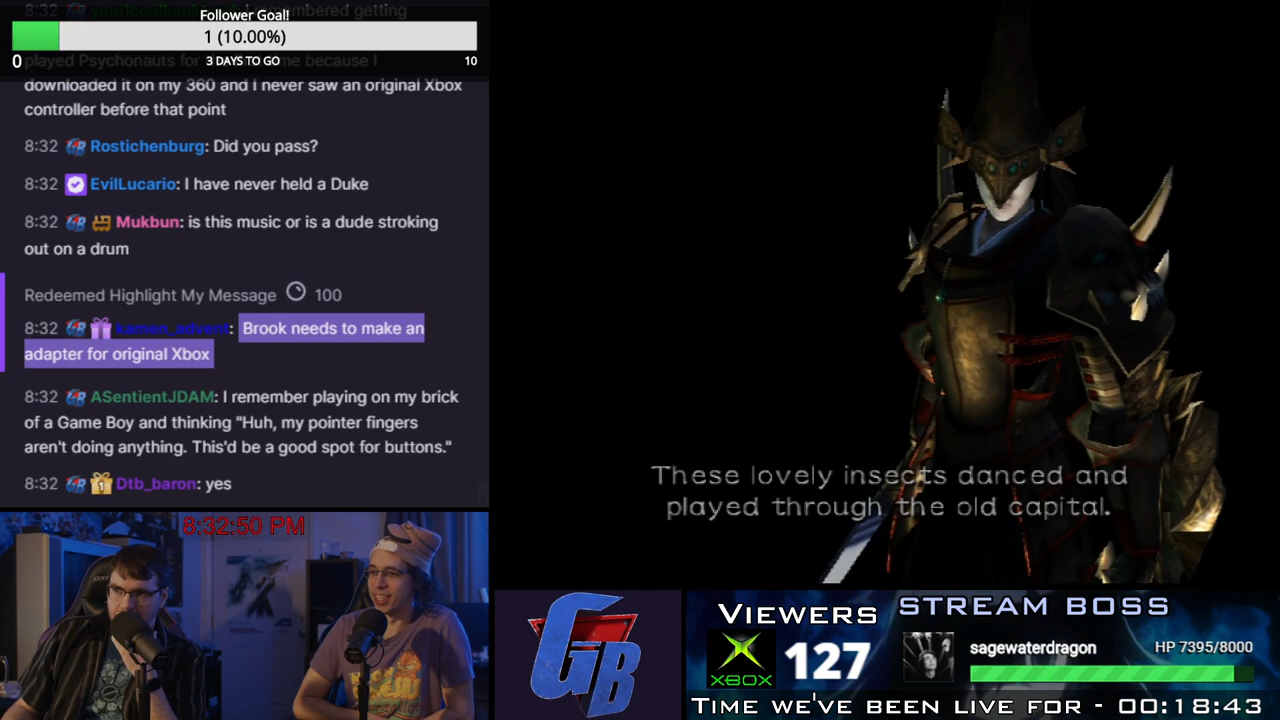 Follower Goal!
1 (10.00%)
0
3 DAYS TO GO
10
played Psychonauts for
because I
downloaded it on my 360 and I never saw an original Xbox
controller before that point
8:32 Rostichenburg: Did you pass?
8:32 EvilLucario: I have never held a Duke
8:32 Mukbun: is this music or is a dude stroking
out on a drum
Redeemed Highlight My Message 100
8:32 kamen_advent: Brook needs to make an
adapter for original Xbox
8:32 ASentientJDAM: I remember playing on my brick
of a Game Boy and thinking "Huh, my pointer fingers
aren't doing anything. This'd be a good spot for buttons."
8:32 Dtb_baron: yes
8:32:50 PM
These lovely insects danced and
played through the old capital.
GB
VIEWERS
XBOX
127
STREAM BOSS
sagewaterdragon
HP 7395/8000
TIME WE'VE BEEN LIVE FOR - 00:18:43